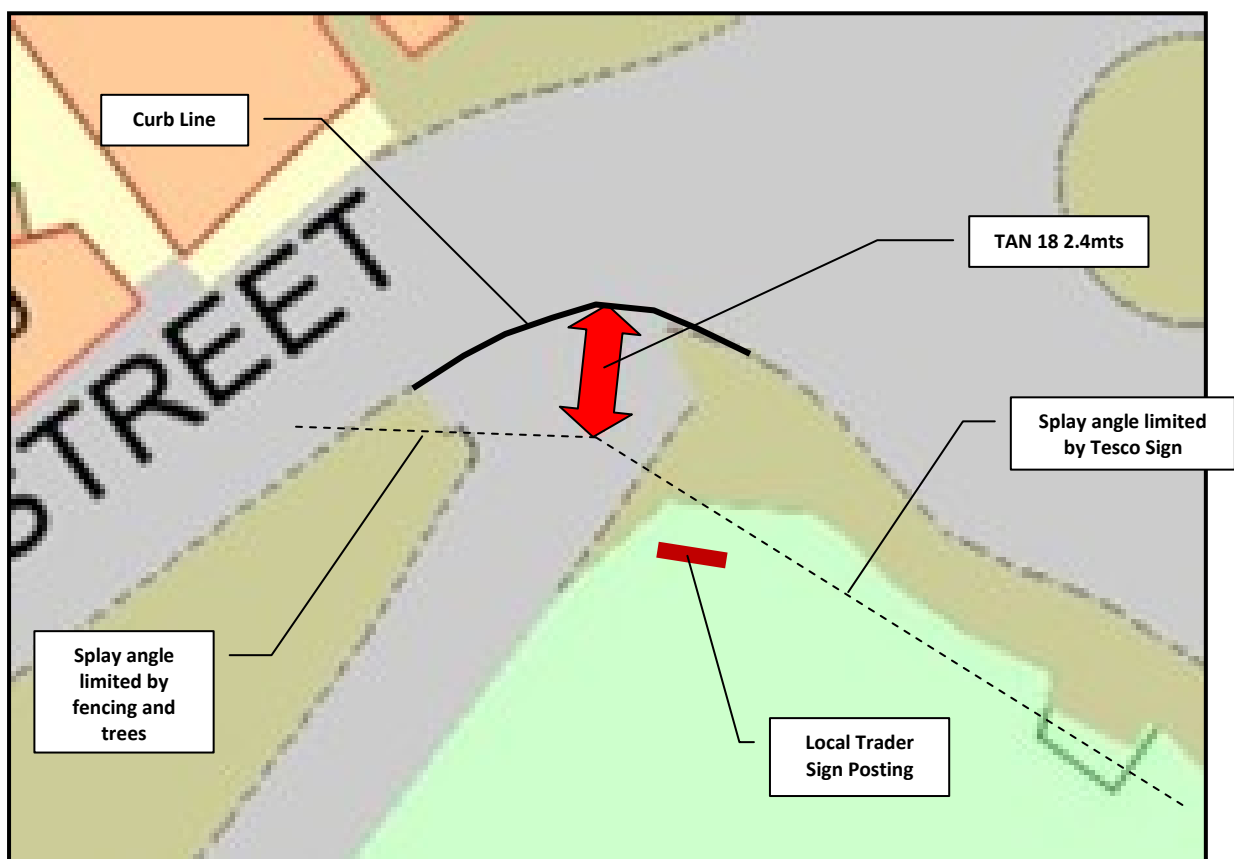 Curb Line
STREET
TAN 18 2.4mts
Splay angle limited
by Tesco Sign
Splay angle
limited by
fencing and
trees
Local Trader
Sign Posting